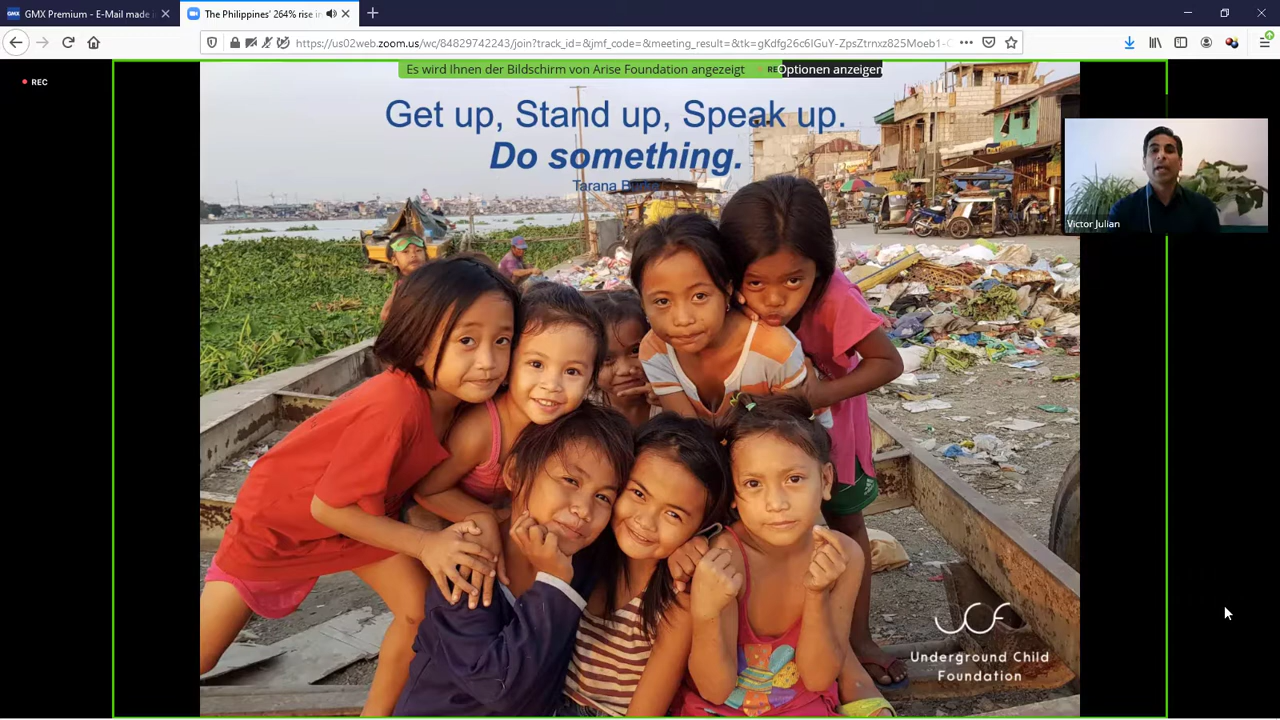 GMX Premium - E-Mail made
The Philippines' 264% rise in
https://us02web.zoom.us/wc/84829742243/join?track_id=&jmf_code=&meeting_result=&tk=gKdfg26c6IGuY-ZpsZtrnxz825Moeb1-
REC
Es wird Ihnen der Bildschirm von Arise Foundation angezeigt
Optionen anzeigen
Get up, Stand up, Speak up.
Do something.
Tarana
Victor Julian
UCF
Underground Child
Foundation